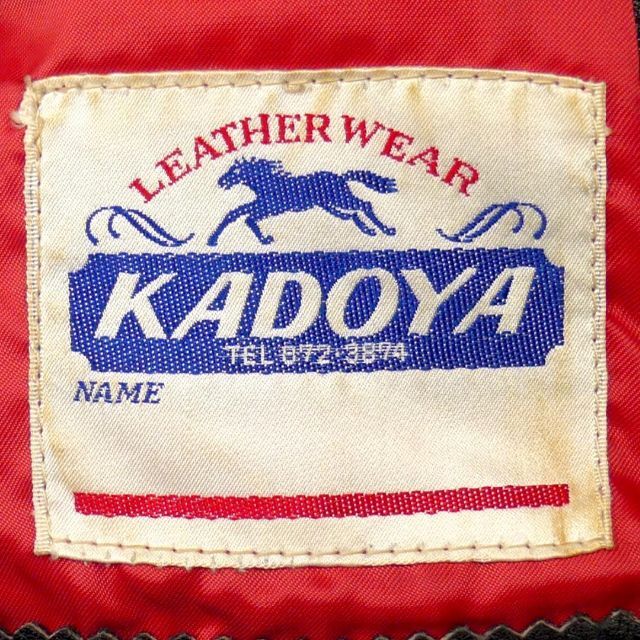 LEATHER WEAR
KADOYA
TEL 872-3874
NAME